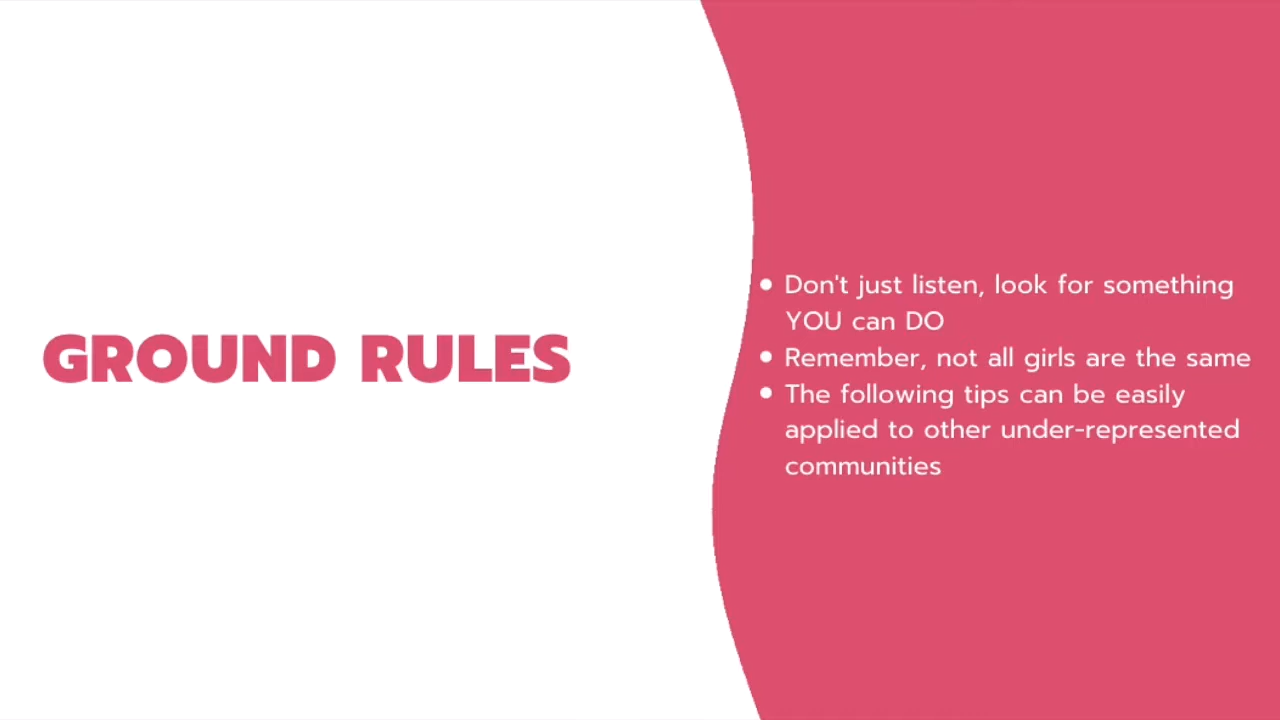 GROUND RULES
• Don't just listen, look for something
YOU can DO
• Remember, not all girls are the same
• The following tips can be easily
applied to other under-represented
communities